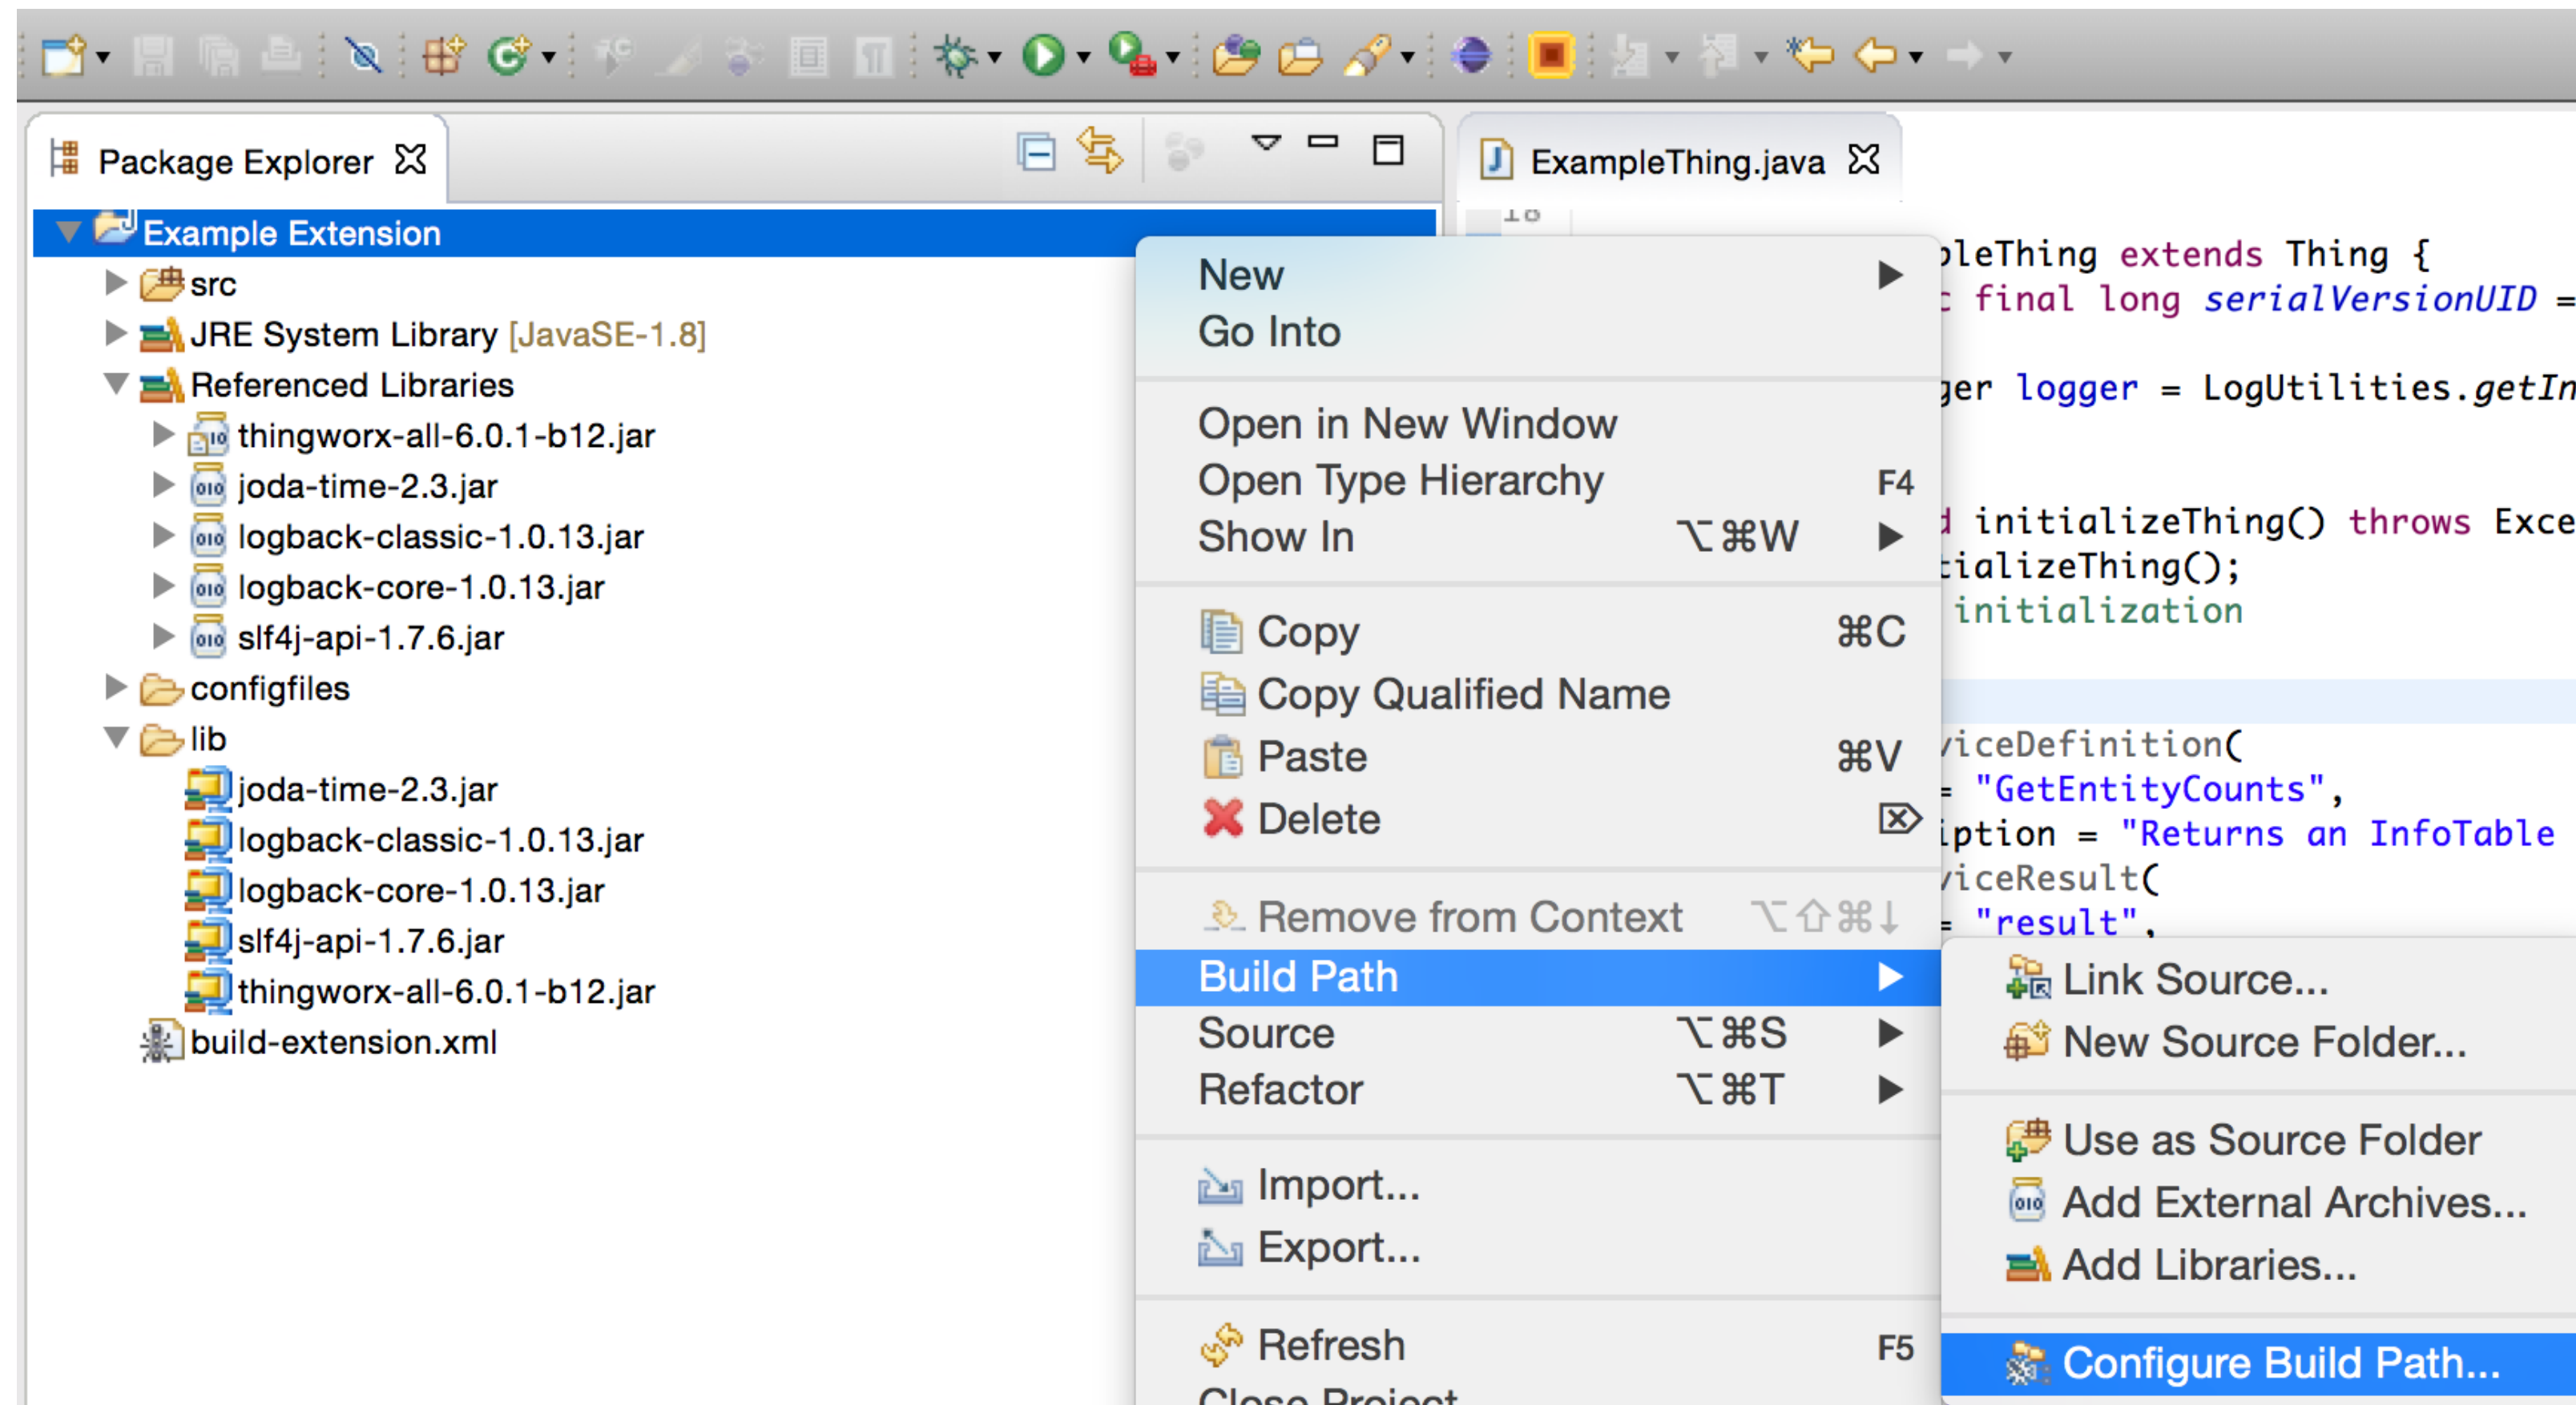 Package Explorer
Example Extension
src
JRE System Library [JavaSE-1.8]
Referenced Libraries
thingworx-all-6.0.1-b12.jar
joda-time-2.3.jar
logback-classic-1.0.13.jar
logback-core-1.0.13.jar
slf4j-api-1.7.6.jar
configfiles
lib
joda-time-2.3.jar
logback-classic-1.0.13.jar
logback-core-1.0.13.jar
slf4j-api-1.7.6.jar
thingworx-all-6.0.1-b12.jar
build-extension.xml
New
Go Into
Open in New Window
Open Type Hierarchy F4
Show In ⌥⌘W
Copy ⌘C
Copy Qualified Name
Paste ⌘V
Delete ⌦
Remove from Context ⌥⇧⌘↓
Build Path
Source ⌥⌘S
Refactor ⌥⌘T
Import...
Export...
Refresh F5
Close Project
ExampleThing.java
18
bleThing extends Thing {
c final long serialVersionUID =
ger logger = LogUtilities.getIn
d initializeThing() throws Exce
tializeThing();
initialization
viceDefinition(
= "GetEntityCounts",
iption = "Returns an InfoTable
viceResult(
= "result",
Link Source...
New Source Folder...
Use as Source Folder
Add External Archives...
Add Libraries...
Configure Build Path...